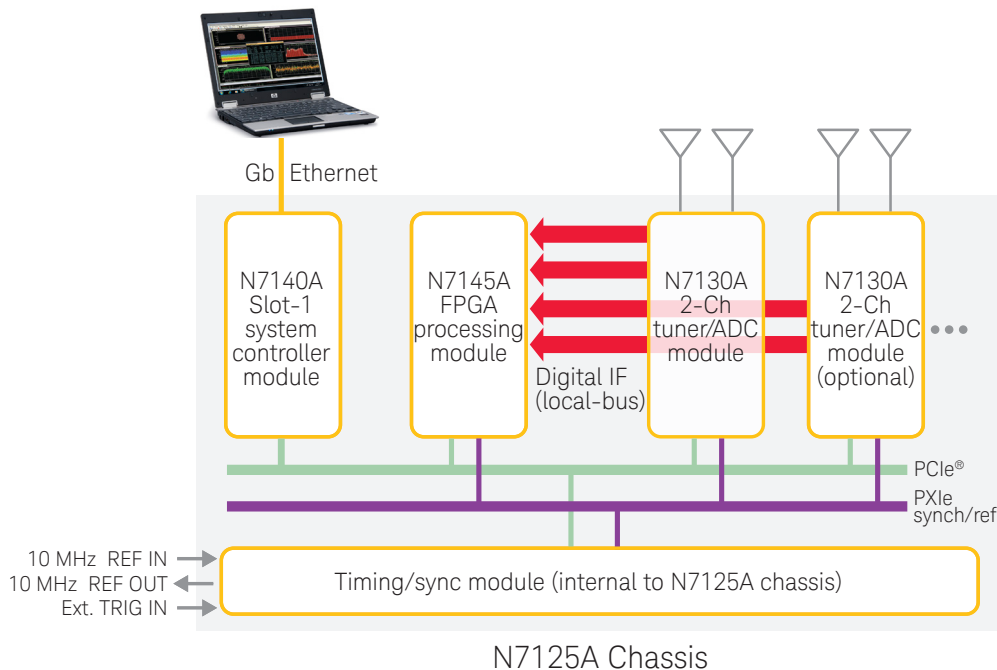 Gb Ethernet
N7140A
Slot-1
system
controller
module
N7145A
FPGA
processing
module
N7130A
2-Ch
tuner/ADC
module
N7130A
2-Ch
tuner/ADC
module
(optional)
Digital IF
(local-bus)
PCIe®
PXIe
synch/ref
10 MHz REF IN
10 MHz REF OUT
Ext. TRIG IN
Timing/sync module (internal to N7125A chassis)
N7125A Chassis